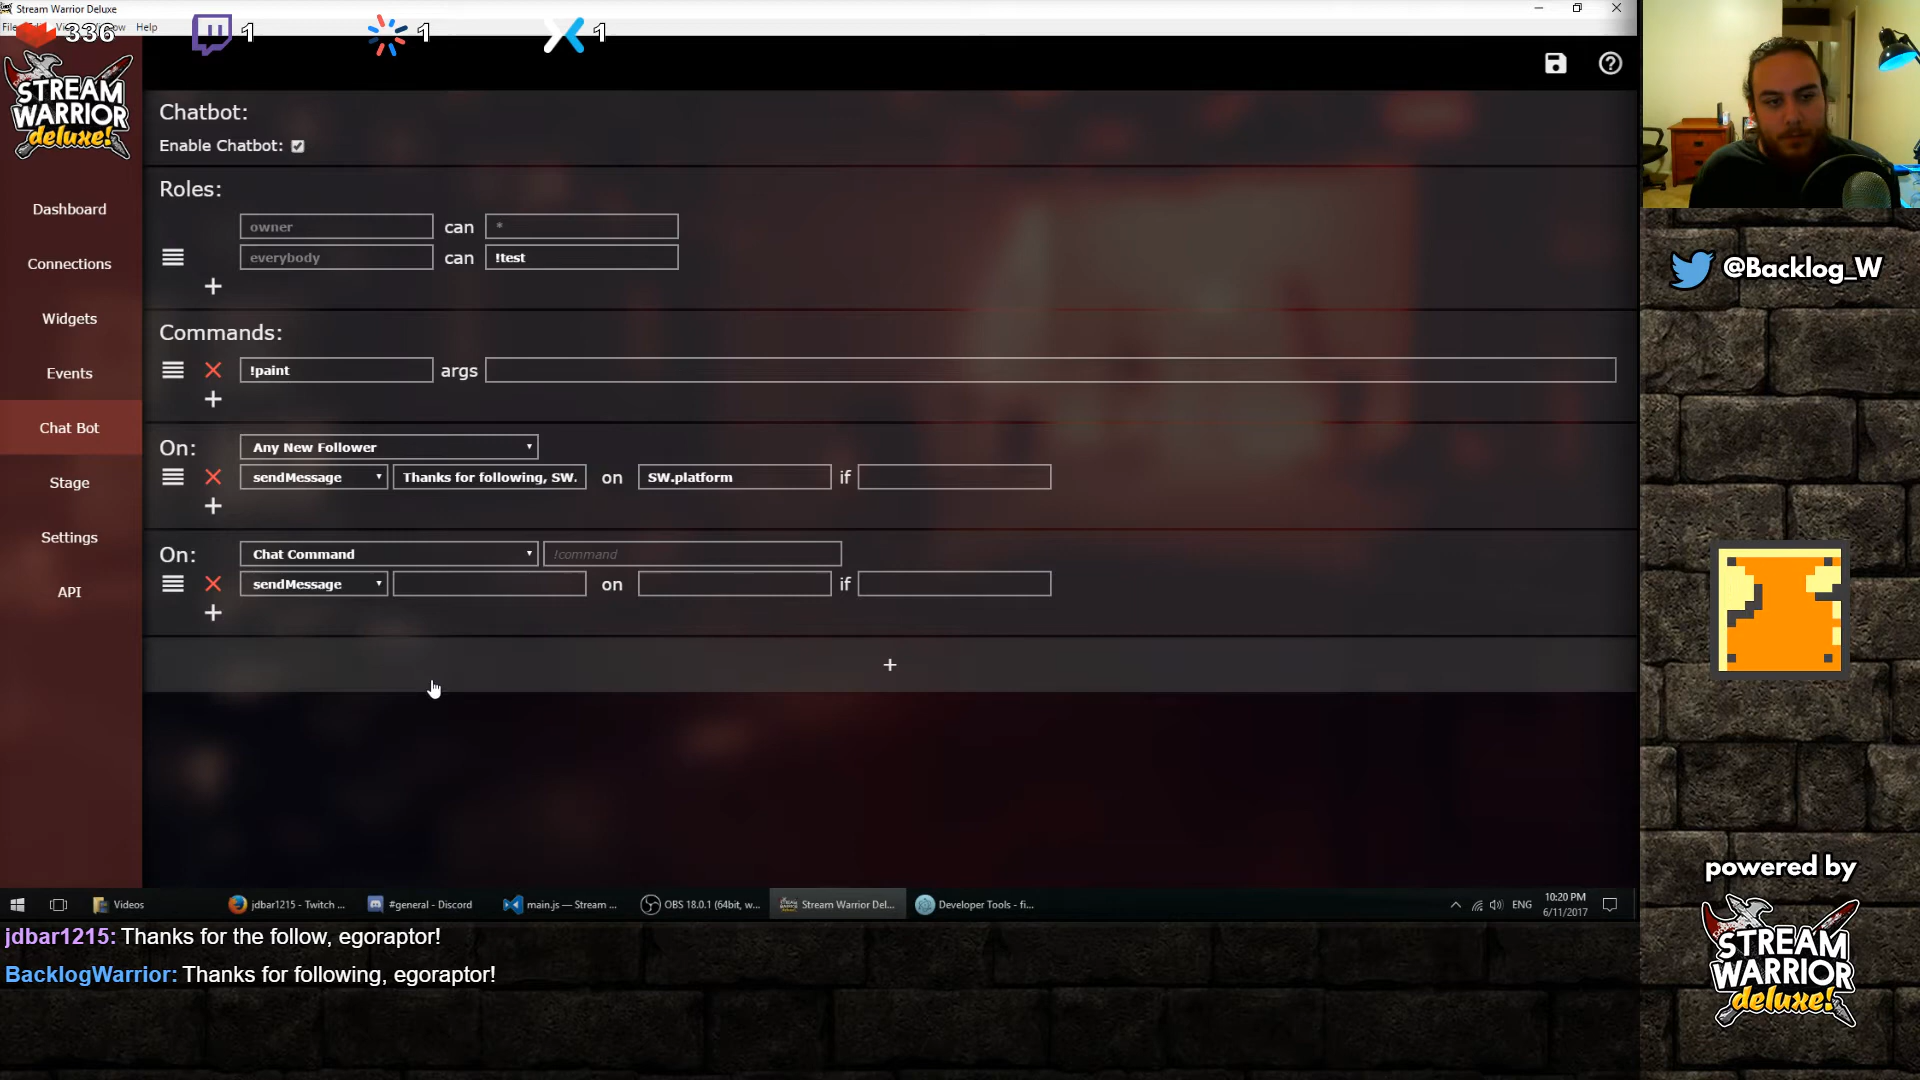 Stream Warrior Deluxe
Help
336
1
1
1
STREAM
WARRIOR
deluxe!
Dashboard
Connections
Widgets
Events
Chat Bot
Stage
Settings
API
Chatbot:
Enable Chatbot:
Roles:
owner can *
everybody can !test
+
Commands:
!paint args
+
On: Any New Follower
sendMessage Thanks for following, SW. on SW.platform if
+
On: Chat Command !command
sendMessage on if
+
+
@Backlog_W
Videos
jdbar1215 - Twitch ...
#general - Discord
main.js — Stream ...
OBS 18.0.1 (64bit, w...
Stream Warrior Del...
Developer Tools - fi...
ENG
10:20 PM
6/11/2017
jdbar1215: Thanks for the follow, egoraptor!
BacklogWarrior: Thanks for following, egoraptor!
powered by
STREAM
WARRIOR
deluxe!